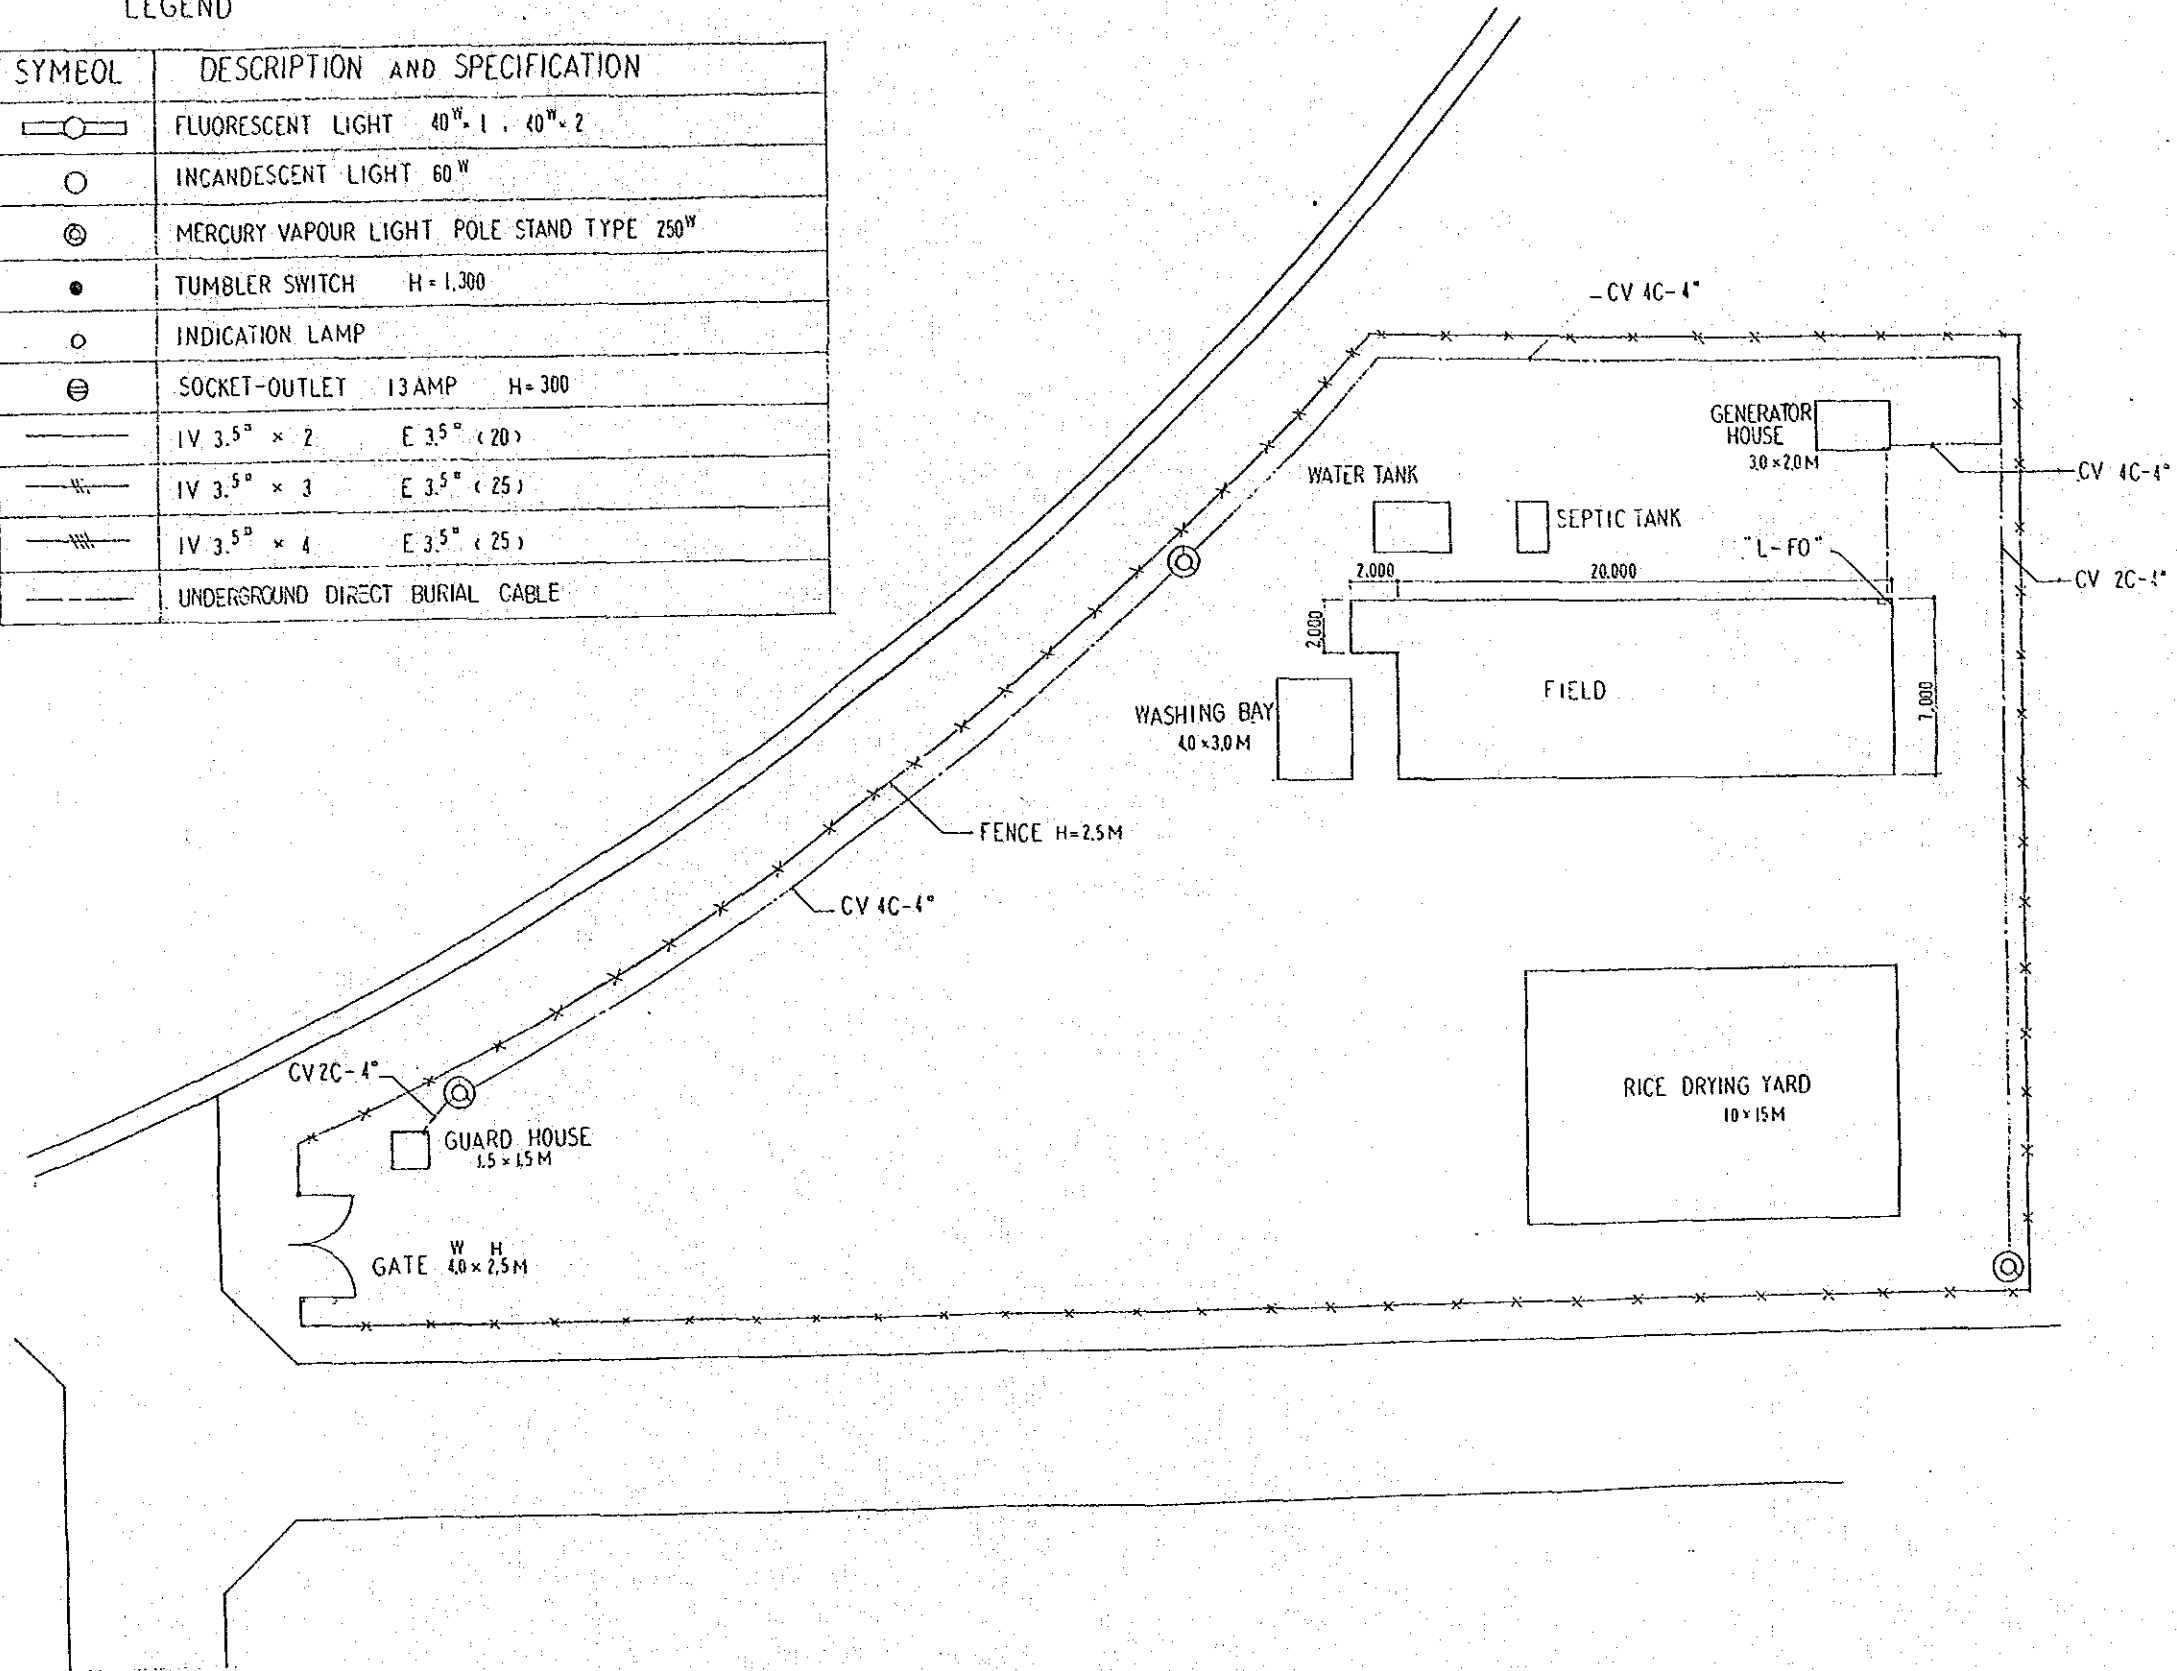 LEGEND
SYMBOL DESCRIPTION AND SPECIFICATION
FLUORESCENT LIGHT 40W×1 , 40W×2
INCANDESCENT LIGHT 60W
MERCURY VAPOUR LIGHT POLE STAND TYPE 250W
TUMBLER SWITCH H=1,300
INDICATION LAMP
SOCKET-OUTLET 13AMP H=300
IV 3.5□ × 2 E 3.5□ (20)
IV 3.5□ × 3 E 3.5□ (25)
IV 3.5□ × 4 E 3.5□ (25)
UNDERGROUND DIRECT BURIAL CABLE
CV 4C-4□
GENERATOR
HOUSE
3.0×2.0M
CV 4C-4□
WATER TANK
SEPTIC TANK
"L-FO"
CV 2C-4□
2,000
20,000
2,000
FIELD
7,000
WASHING BAY
4.0×3.0M
FENCE H=2.5M
CV 4C-4□
CV2C-4□
GUARD HOUSE
1.5×1.5M
RICE DRYING YARD
10×15M
W H
GATE 4.0×2.5M